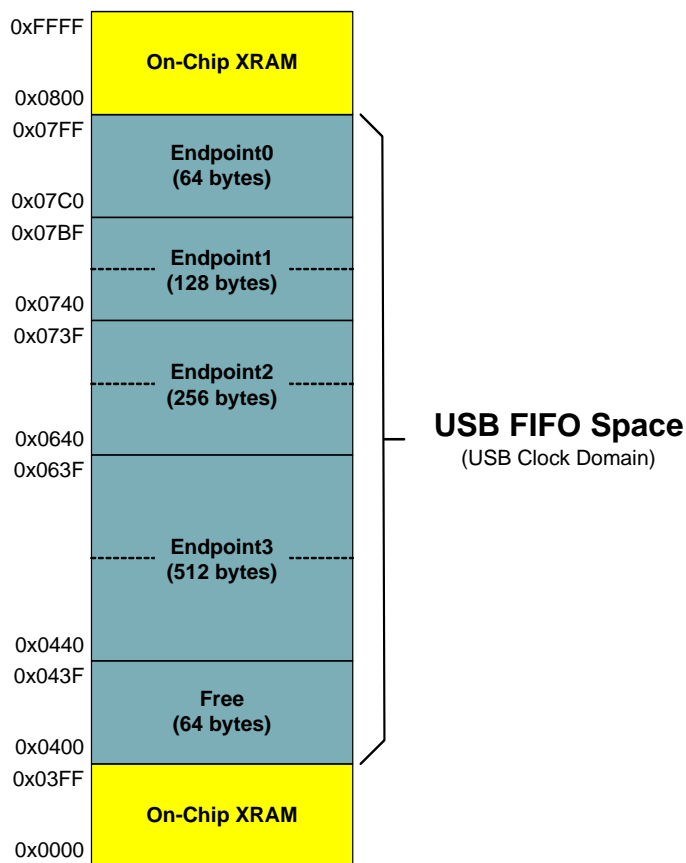 0xFFFF
On-Chip XRAM
0x0800
0x07FF
Endpoint0
(64 bytes)
0x07C0
0x07BF
Endpoint1
(128 bytes)
0x0740
0x073F
Endpoint2
(256 bytes)
0x0640
0x063F
Endpoint3
(512 bytes)
0x0440
0x043F
Free
(64 bytes)
0x0400
0x03FF
On-Chip XRAM
0x0000
USB FIFO Space
(USB Clock Domain)